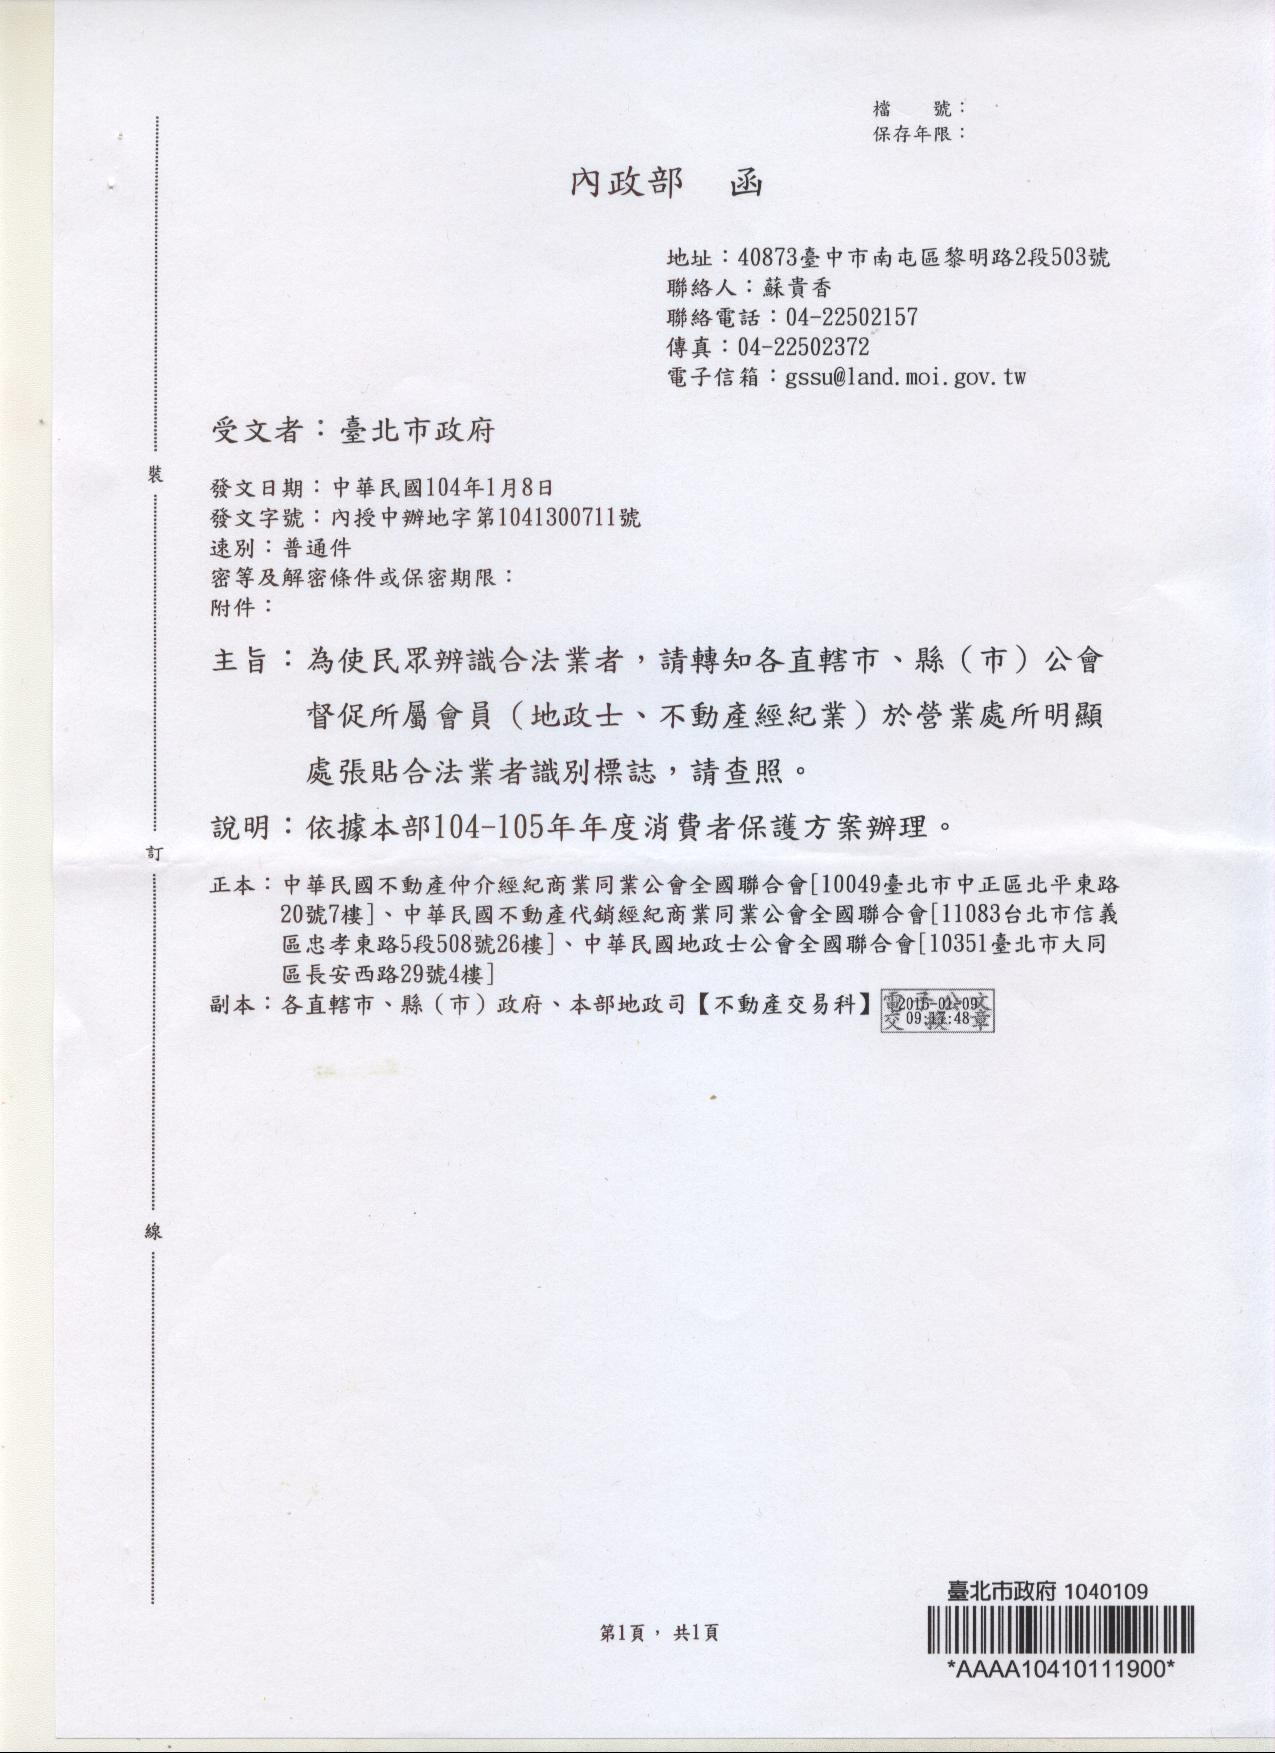 檔　　號：
保存年限：
內政部　函
地址：40873臺中市南屯區黎明路2段503號
聯絡人：蘇貴香
聯絡電話：04-22502157
傳真：04-22502372
電子信箱：gssu@land.moi.gov.tw
受文者：臺北市政府
發文日期：中華民國104年1月8日
發文字號：內授中辦地字第1041300711號
速別：普通件
密等及解密條件或保密期限：
附件：
主旨：為使民眾辨識合法業者，請轉知各直轄市、縣（市）公會
督促所屬會員（地政士、不動產經紀業）於營業處所明顯
處張貼合法業者識別標誌，請查照。
說明：依據本部104-105年年度消費者保護方案辦理。
正本：中華民國不動產仲介經紀商業同業公會全國聯合會[10049臺北市中正區北平東路
20號7樓]、中華民國不動產代銷經紀商業同業公會全國聯合會[11083台北市信義
區忠孝東路5段508號26樓]、中華民國地政士公會全國聯合會[10351臺北市大同
區長安西路29號4樓]
副本：各直轄市、縣（市）政府、本部地政司【不動產交易科】
電子公文
交換章
2015-01-09
09:17:48
裝
訂
線
第1頁，共1頁
臺北市政府 1040109
*AAAA10410111900*